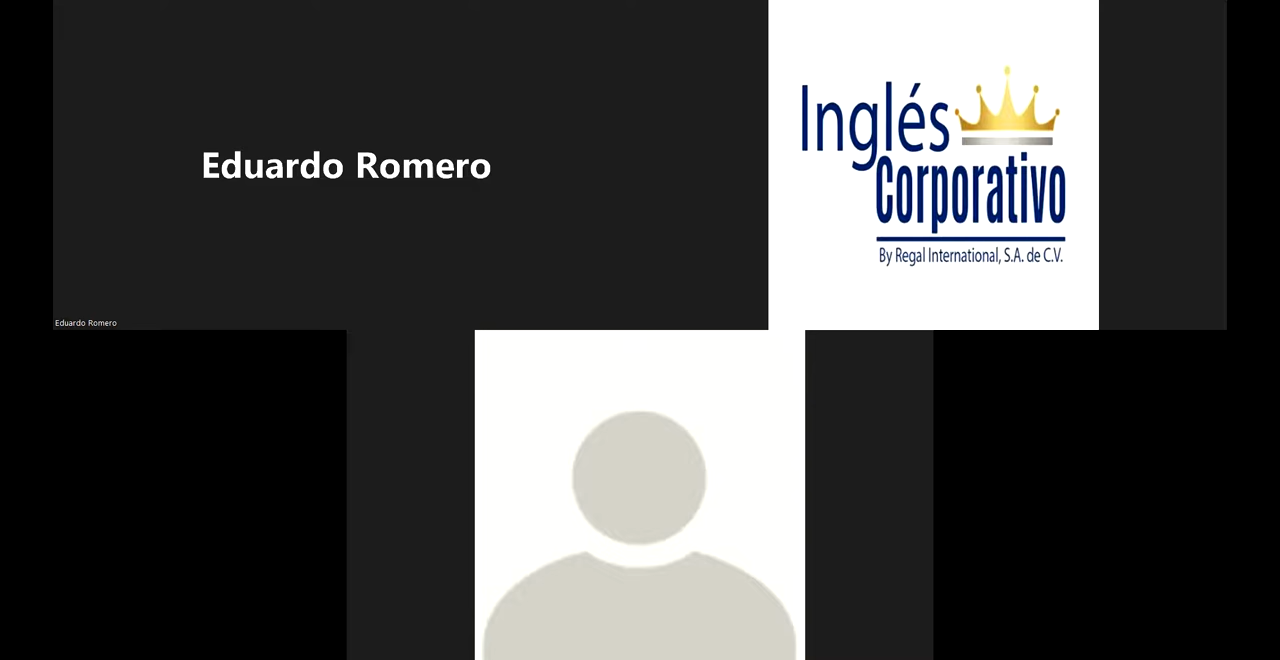 Eduardo Romero
Inglés
Corporativo
By Regal International, S.A. de C.V.
Eduardo Romero